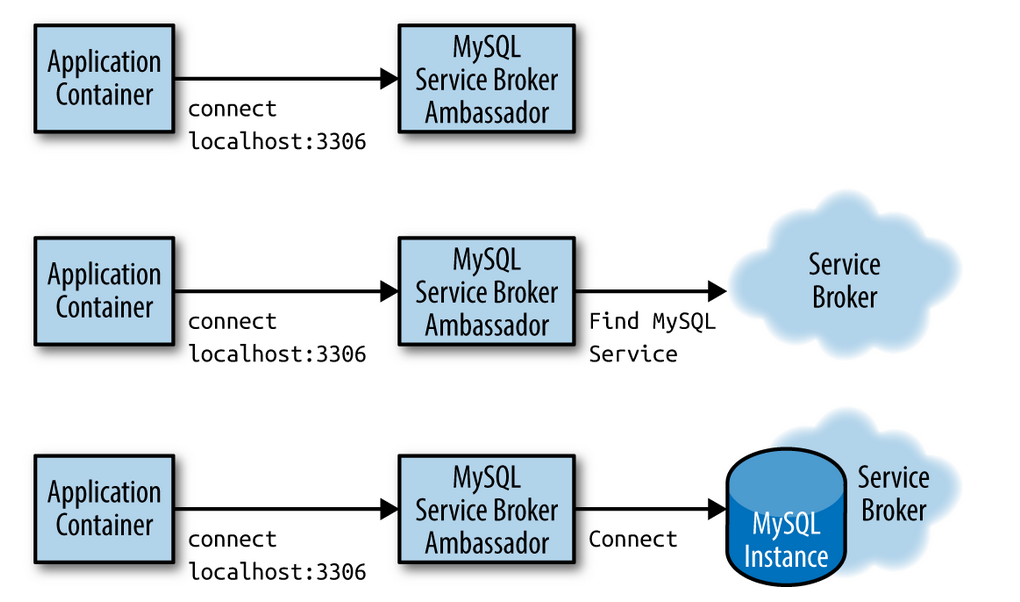 Application
Container
connect
localhost:3306
MySQL
Service Broker
Ambassador
Application
Container
connect
localhost:3306
MySQL
Service Broker
Ambassador
Find MySQL
Service
Service
Broker
Application
Container
connect
localhost:3306
MySQL
Service Broker
Ambassador
Connect
MySQL
Instance
Service
Broker